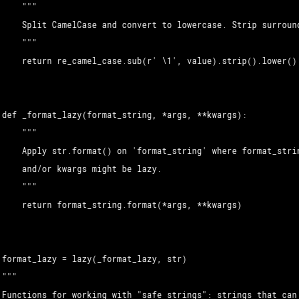 """
Split CamelCase and convert to lowercase. Strip surround
"""
return re_camel_case.sub(r' \1', value).strip().lower()
def _format_lazy(format_string, *args, **kwargs):
"""
Apply str.format() on 'format_string' where format_strin
and/or kwargs might be lazy.
"""
return format_string.format(*args, **kwargs)
format_lazy = lazy(_format_lazy, str)
"""
Functions for working with "safe strings": strings that can